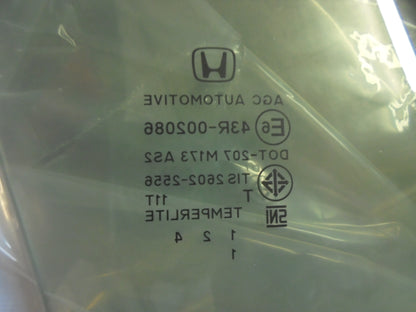 AGC AUTOMOTIVE
E6 43R-002086
DOT-207 M173 AS2
TIS 2602-2556
T 11T
SNI TEMPERLITE
1 2 4
1